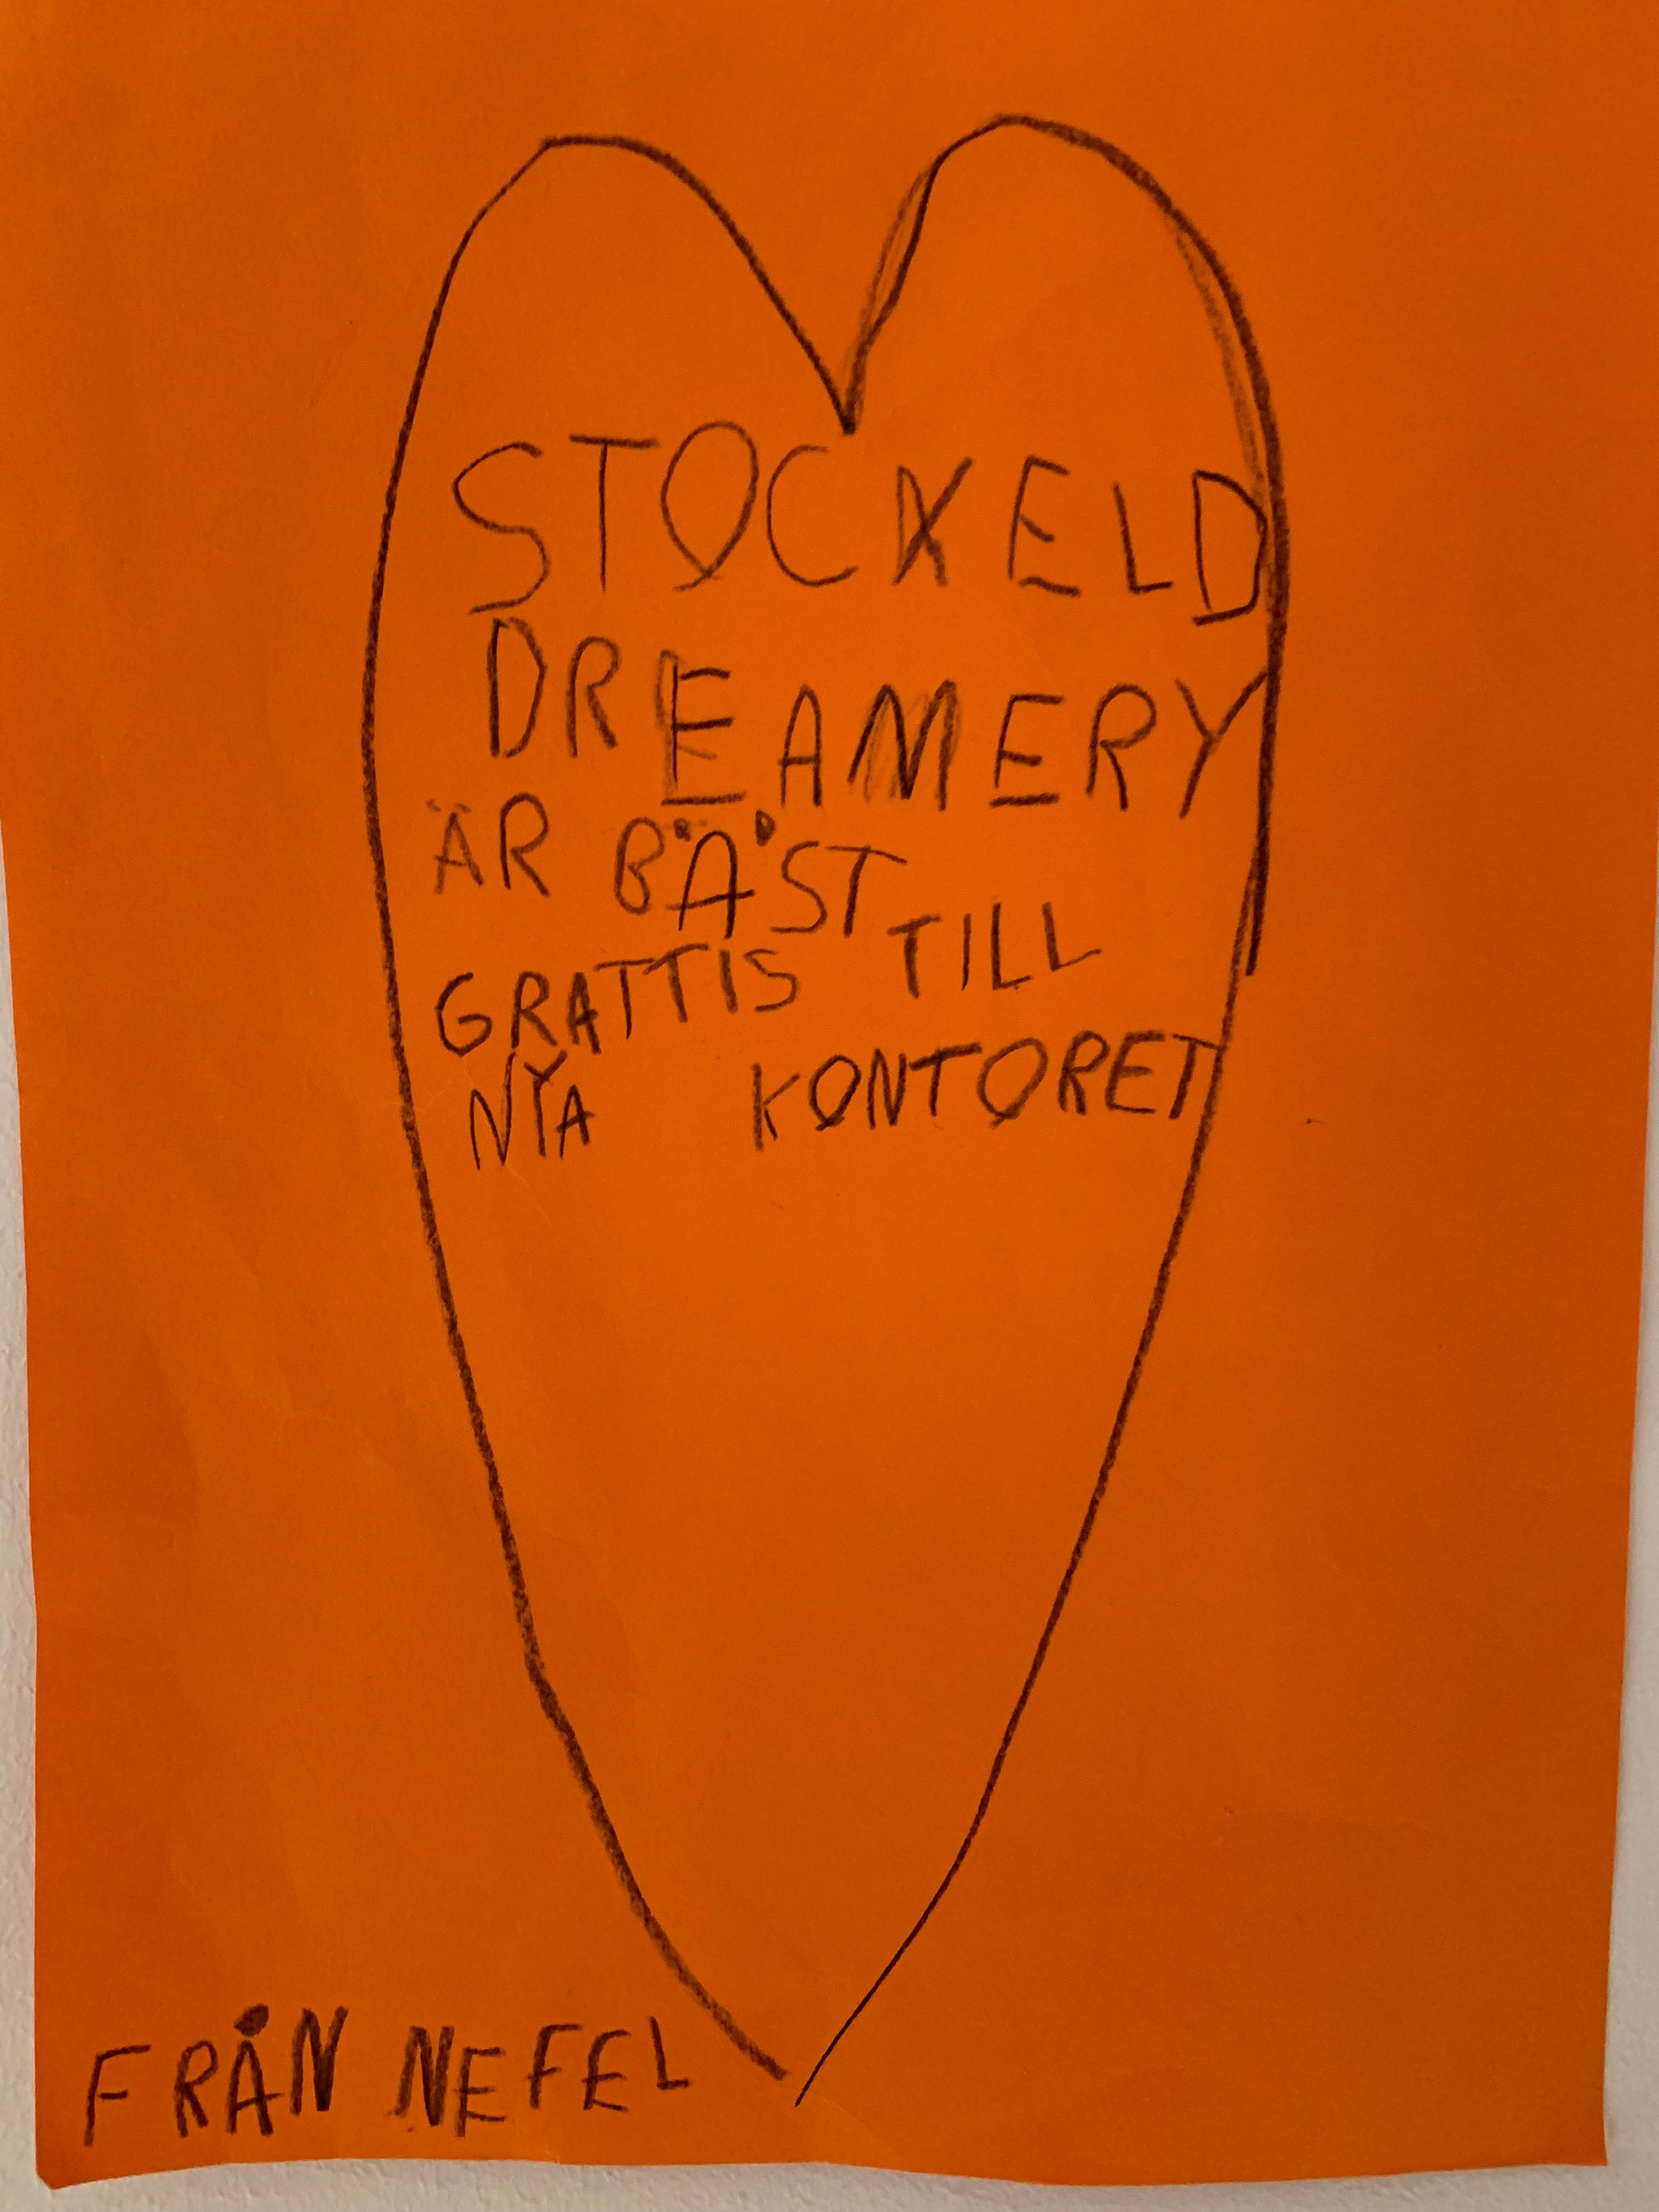 STOCKELD
DREAMERY
ÄR BÄST
GRATTIS TILL
NYA KONTORET
FRÅN NEFEL